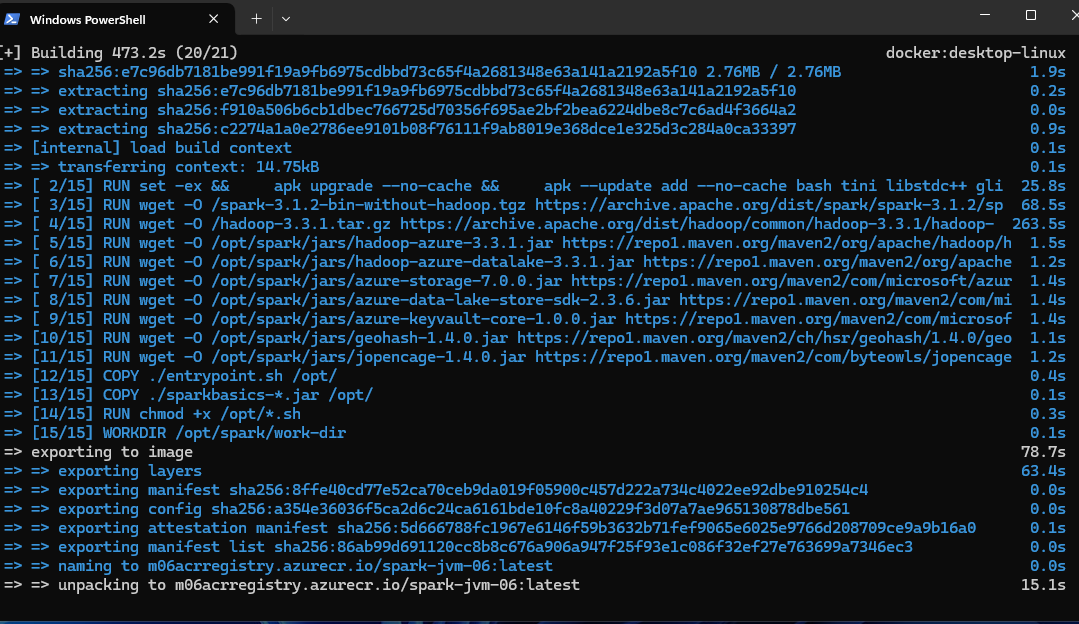 Windows PowerShell
[+] Building 473.2s (20/21) docker:desktop-linux
=> => sha256:e7c96db7181be991f19a9fb6975cdbbd73c65f4a2681348e63a141a2192a5f10 2.76MB / 2.76MB 1.9s
=> => extracting sha256:e7c96db7181be991f19a9fb6975cdbbd73c65f4a2681348e63a141a2192a5f10 0.2s
=> => extracting sha256:f910a506b6cb1dbec766725d70356f695ae2bf2bea6224dbe8c7c6ad4f3664a2 0.0s
=> => extracting sha256:c2274a1a0e2786ee9101b08f76111f9ab8019e368dce1e325d3c284a0ca33397 0.9s
=> [internal] load build context 0.1s
=> => transferring context: 14.75kB 0.1s
=> [ 2/15] RUN set -ex &&     apk upgrade --no-cache &&     apk --update add --no-cache bash tini libstdc++ gli 25.8s
=> [ 3/15] RUN wget -O /spark-3.1.2-bin-without-hadoop.tgz https://archive.apache.org/dist/spark/spark-3.1.2/sp 68.5s
=> [ 4/15] RUN wget -O /hadoop-3.3.1.tar.gz https://archive.apache.org/dist/hadoop/common/hadoop-3.3.1/hadoop- 263.5s
=> [ 5/15] RUN wget -O /opt/spark/jars/hadoop-azure-3.3.1.jar https://repo1.maven.org/maven2/org/apache/hadoop/h 1.5s
=> [ 6/15] RUN wget -O /opt/spark/jars/hadoop-azure-datalake-3.3.1.jar https://repo1.maven.org/maven2/org/apache 1.2s
=> [ 7/15] RUN wget -O /opt/spark/jars/azure-storage-7.0.0.jar https://repo1.maven.org/maven2/com/microsoft/azur 1.4s
=> [ 8/15] RUN wget -O /opt/spark/jars/azure-data-lake-store-sdk-2.3.6.jar https://repo1.maven.org/maven2/com/mi 1.4s
=> [ 9/15] RUN wget -O /opt/spark/jars/azure-keyvault-core-1.0.0.jar https://repo1.maven.org/maven2/com/microsof 1.4s
=> [10/15] RUN wget -O /opt/spark/jars/geohash-1.4.0.jar https://repo1.maven.org/maven2/ch/hsr/geohash/1.4.0/geo 1.1s
=> [11/15] RUN wget -O /opt/spark/jars/jopencage-1.4.0.jar https://repo1.maven.org/maven2/com/byteowls/jopencage 1.2s
=> [12/15] COPY ./entrypoint.sh /opt/ 0.4s
=> [13/15] COPY ./sparkbasics-*.jar /opt/ 0.1s
=> [14/15] RUN chmod +x /opt/*.sh 0.3s
=> [15/15] WORKDIR /opt/spark/work-dir 0.1s
=> exporting to image 78.7s
=> => exporting layers 63.4s
=> => exporting manifest sha256:8ffe40cd77e52ca70ceb9da019f05900c457d222a734c4022ee92dbe910254c4 0.0s
=> => exporting config sha256:a354e36036f5ca2d6c24ca6161bde10fc8a40229f3d07a7ae965130878dbe561 0.0s
=> => exporting attestation manifest sha256:5d666788fc1967e6146f59b3632b71fef9065e6025e9766d208709ce9a9b16a0 0.1s
=> => exporting manifest list sha256:86ab99d691120cc8b8c676a906a947f25f93e1c086f32ef27e763699a7346ec3 0.0s
=> => naming to m06acrregistry.azurecr.io/spark-jvm-06:latest 0.0s
=> => unpacking to m06acrregistry.azurecr.io/spark-jvm-06:latest 15.1s